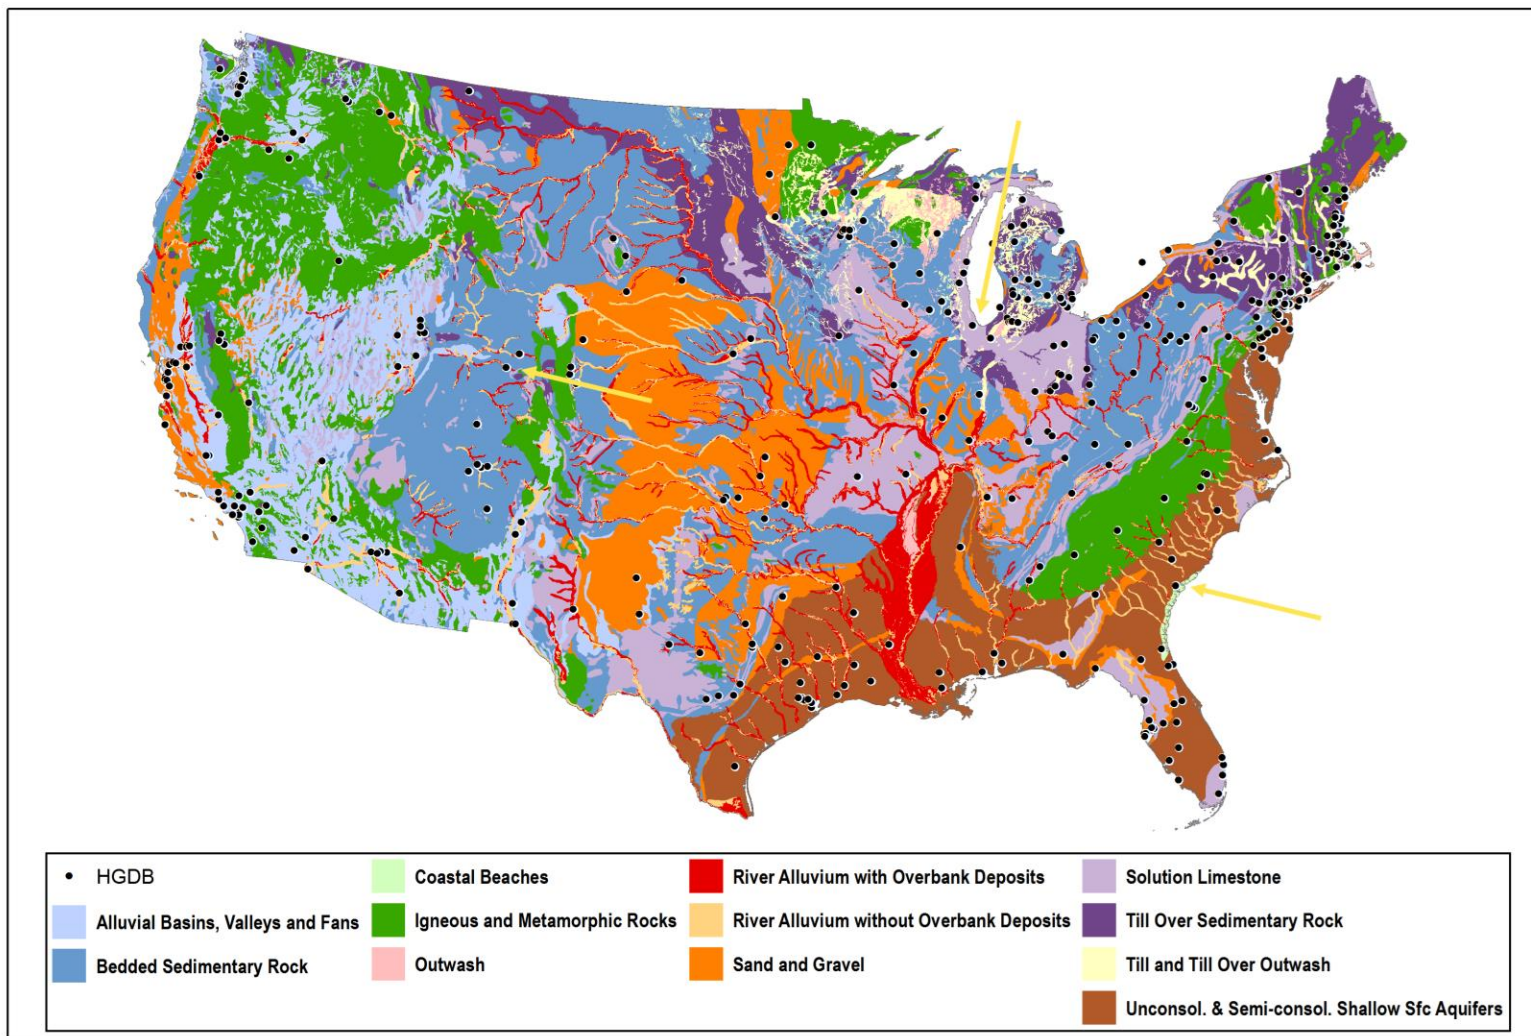 HGDB
Alluvial Basins, Valleys and Fans
Bedded Sedimentary Rock
Coastal Beaches
Igneous and Metamorphic Rocks
Outwash
River Alluvium with Overbank Deposits
River Alluvium without Overbank Deposits
Sand and Gravel
Solution Limestone
Till Over Sedimentary Rock
Till and Till Over Outwash
Unconsol. & Semi-consol. Shallow Sfc Aquifers